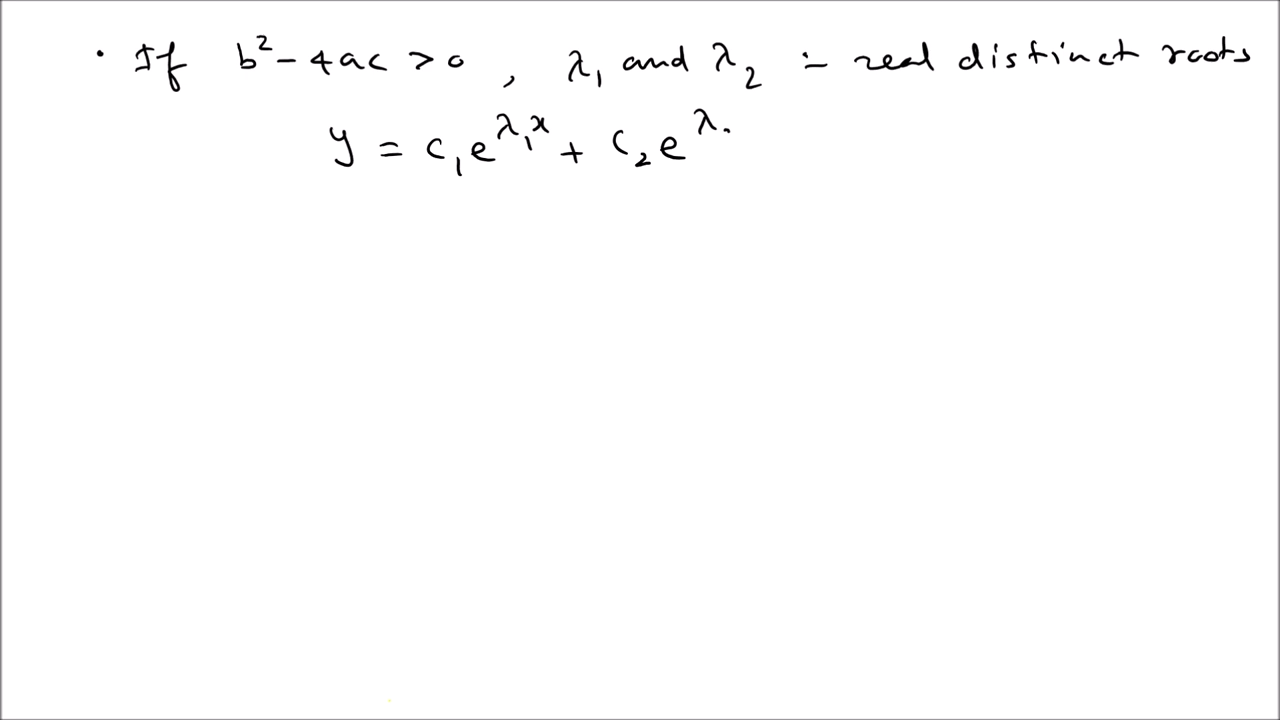 • If b² - 4ac > 0 , λ₁ and λ₂ :- real distinct roots
y = c₁e^{λ₁x} + c₂e^{λ.}